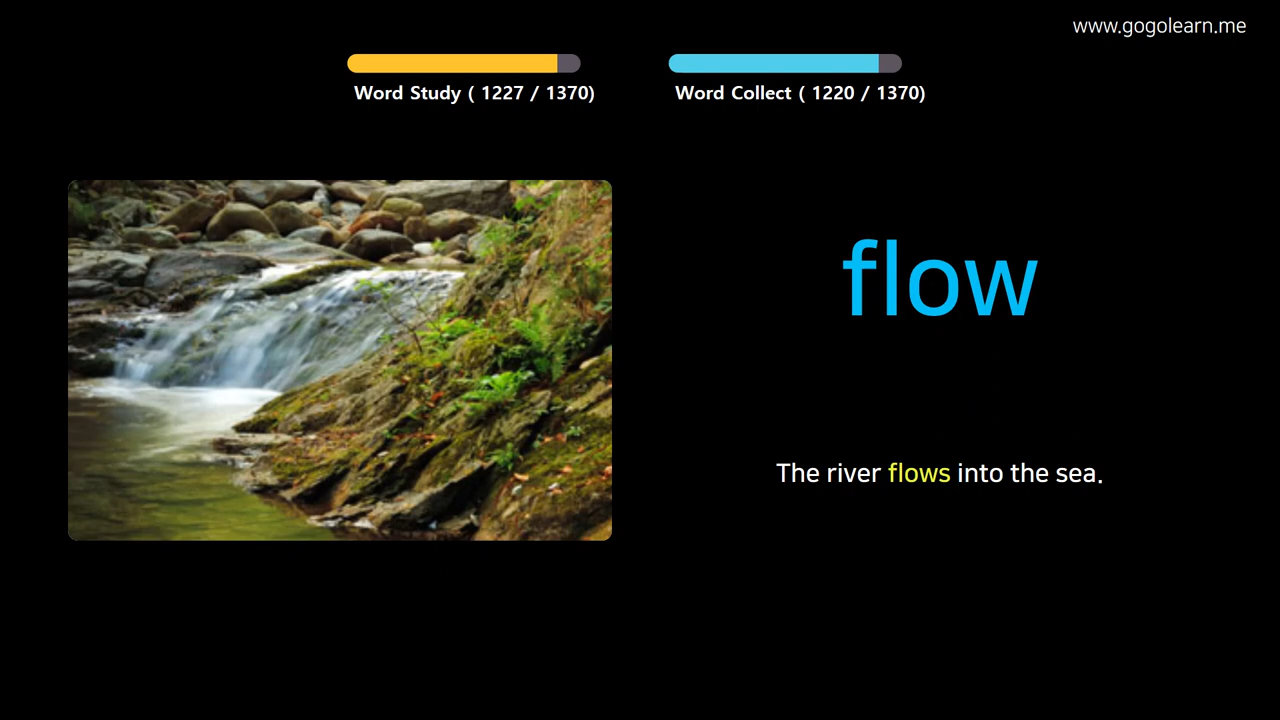 www.gogolearn.me
Word Study ( 1227 / 1370)
Word Collect ( 1220 / 1370)
flow
The river flows into the sea.